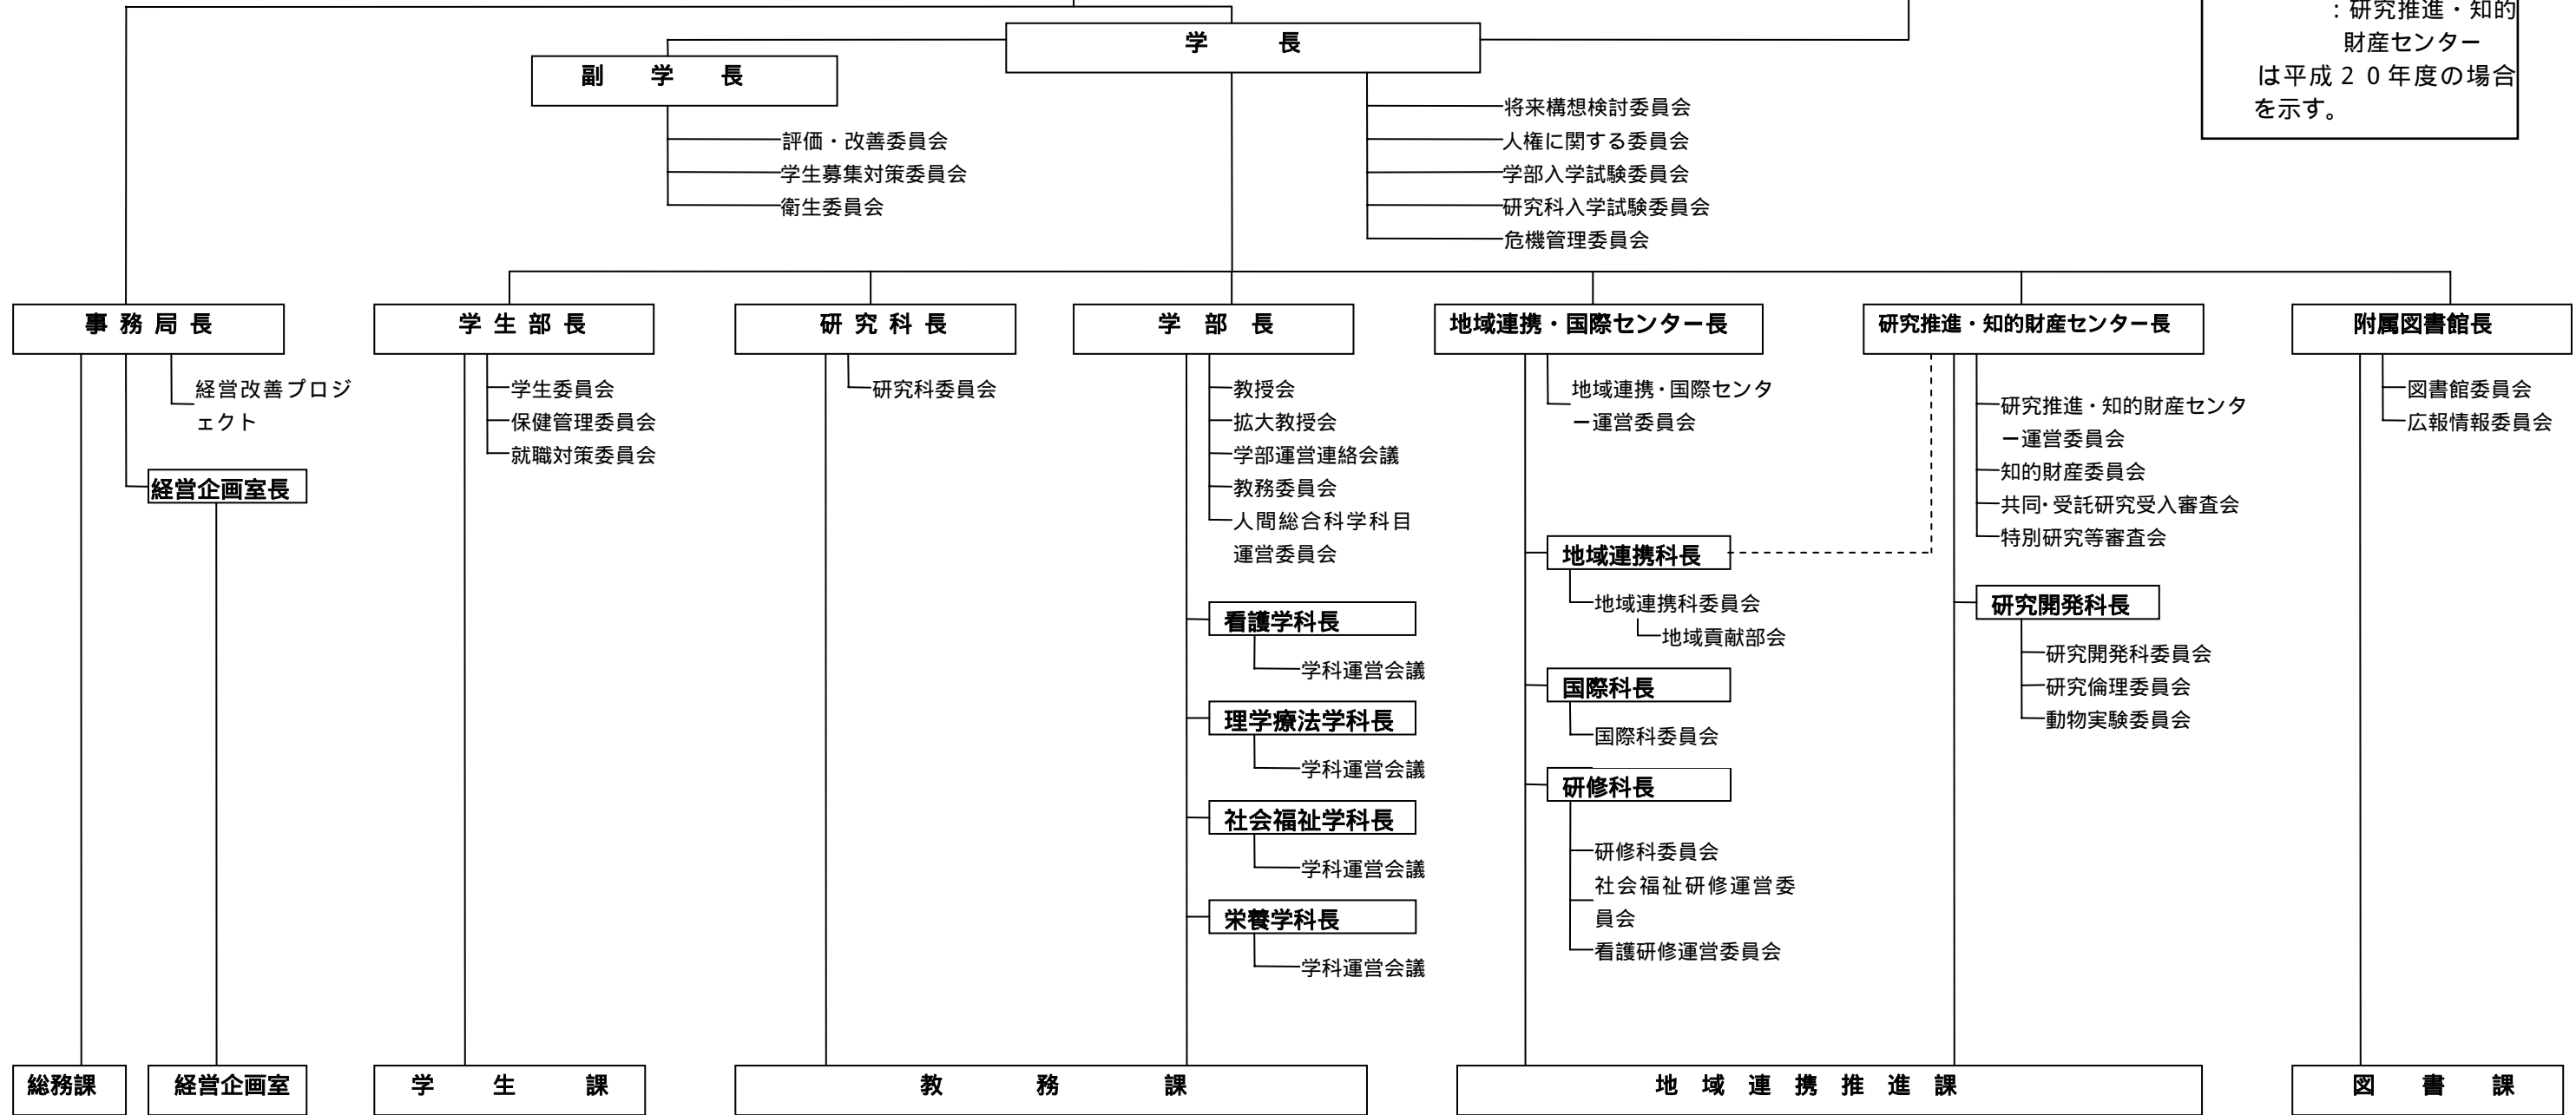 ：研究推進・知的
財産センター
は平成２０年度の場合
を示す。
学長
副学長
将来構想検討委員会
人権に関する委員会
学部入学試験委員会
研究科入学試験委員会
危機管理委員会
評価・改善委員会
学生募集対策委員会
衛生委員会
事務局長
学生部長
研究科長
学部長
地域連携・国際センター長
研究推進・知的財産センター長
附属図書館長
経営改善プロジ
ェクト
経営企画室長
学生委員会
保健管理委員会
就職対策委員会
研究科委員会
教授会
拡大教授会
学部運営連絡会議
教務委員会
人間総合科学科目
運営委員会
看護学科長
学科運営会議
理学療法学科長
学科運営会議
社会福祉学科長
学科運営会議
栄養学科長
学科運営会議
地域連携・国際センタ
ー運営委員会
地域連携科長
地域連携科委員会
地域貢献部会
国際科長
国際科委員会
研修科長
研修科委員会
社会福祉研修運営委
員会
看護研修運営委員会
研究推進・知的財産センタ
ー運営委員会
知的財産委員会
共同・受託研究受入審査会
特別研究等審査会
研究開発科長
研究開発科委員会
研究倫理委員会
動物実験委員会
図書館委員会
広報情報委員会
総務課
経営企画室
学生課
教務課
地域連携推進課
図書課